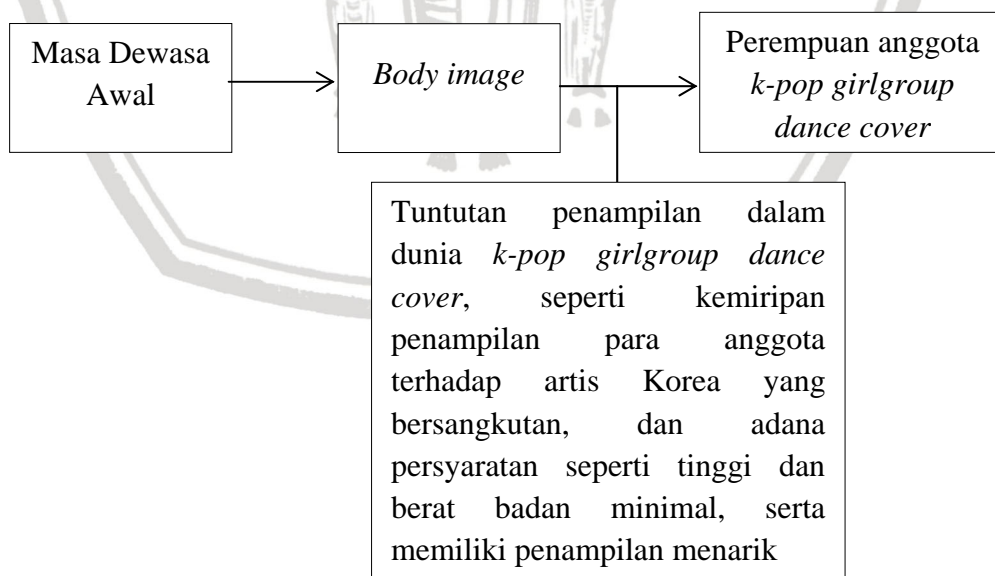 Masa Dewasa
Awal
Body image
Perempuan anggota
k-pop girlgroup
dance cover
Tuntutan penampilan dalam
dunia k-pop girlgroup dance
cover, seperti kemiripan
penampilan para anggota
terhadap artis Korea yang
bersangkutan, dan adana
persyaratan seperti tinggi dan
berat badan minimal, serta
memiliki penampilan menarik